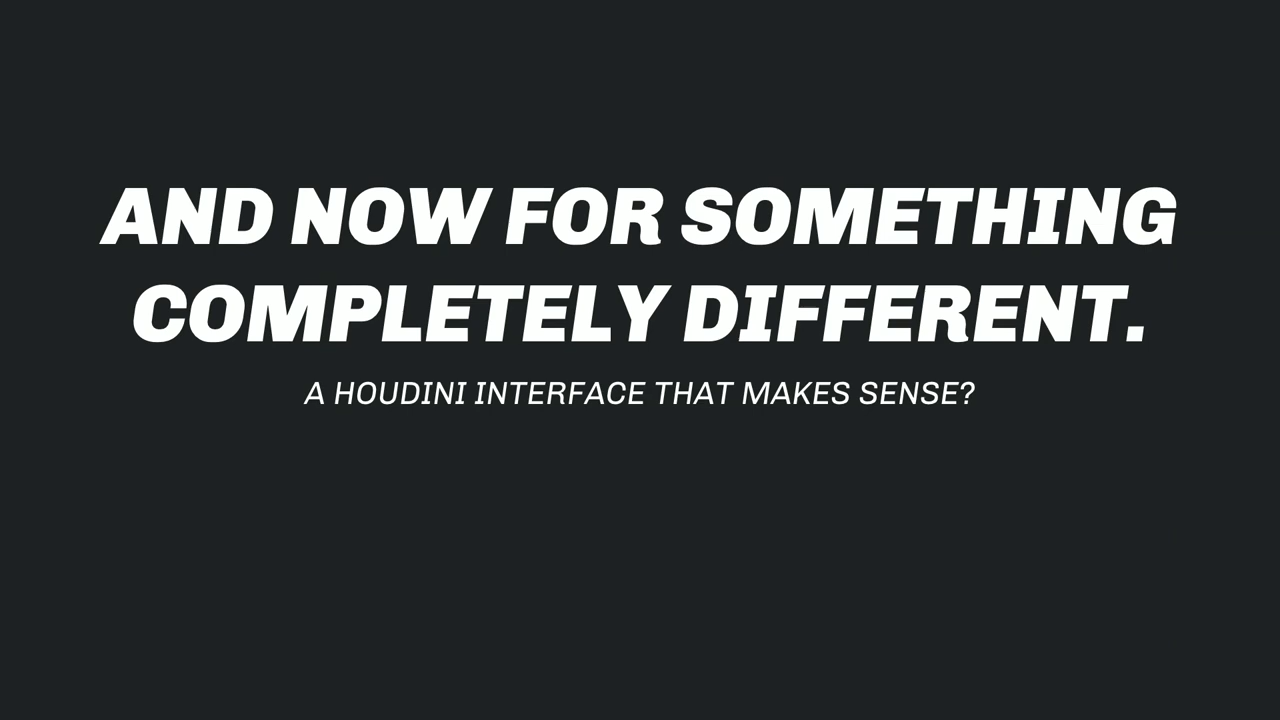 AND NOW FOR SOMETHING
COMPLETELY DIFFERENT.
A HOUDINI INTERFACE THAT MAKES SENSE?